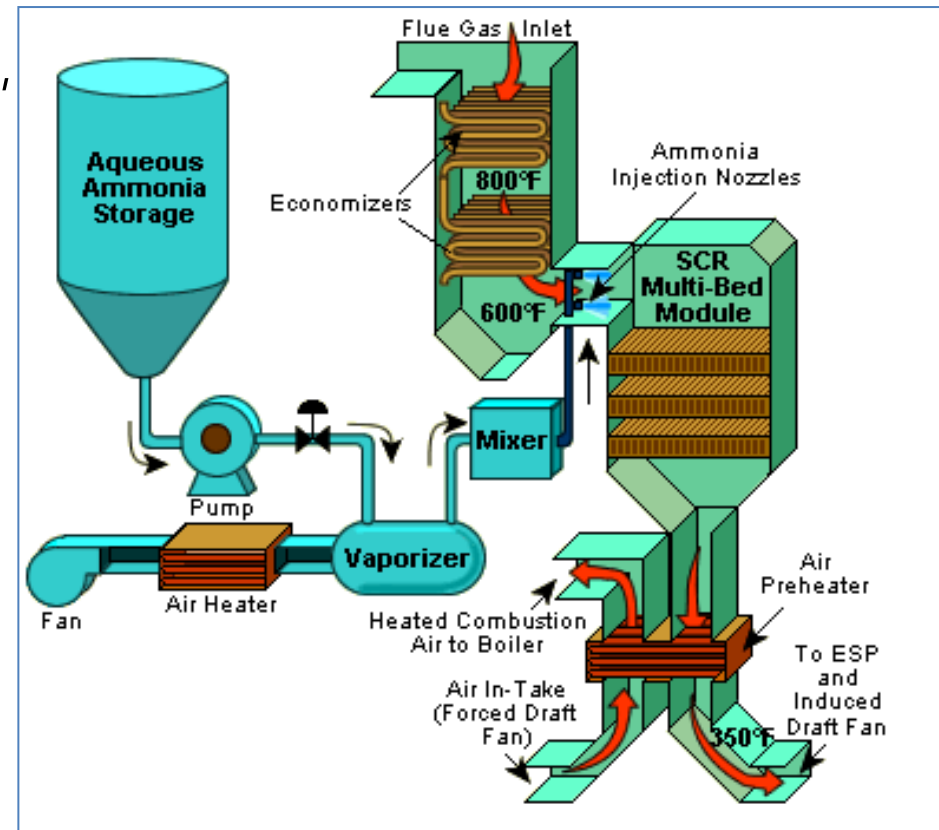 Flue Gas Inlet
Aqueous
Ammonia
Storage
Economizers
800°F
600°F
Ammonia
Injection Nozzles
SCR
Multi-Bed
Module
Mixer
Pump
Vaporizer
Fan
Air Heater
Heated Combustion
Air to Boiler
Air
Preheater
Air In-Take
(Forced Draft
Fan)
To ESP
and
Induced
Draft Fan
350°F